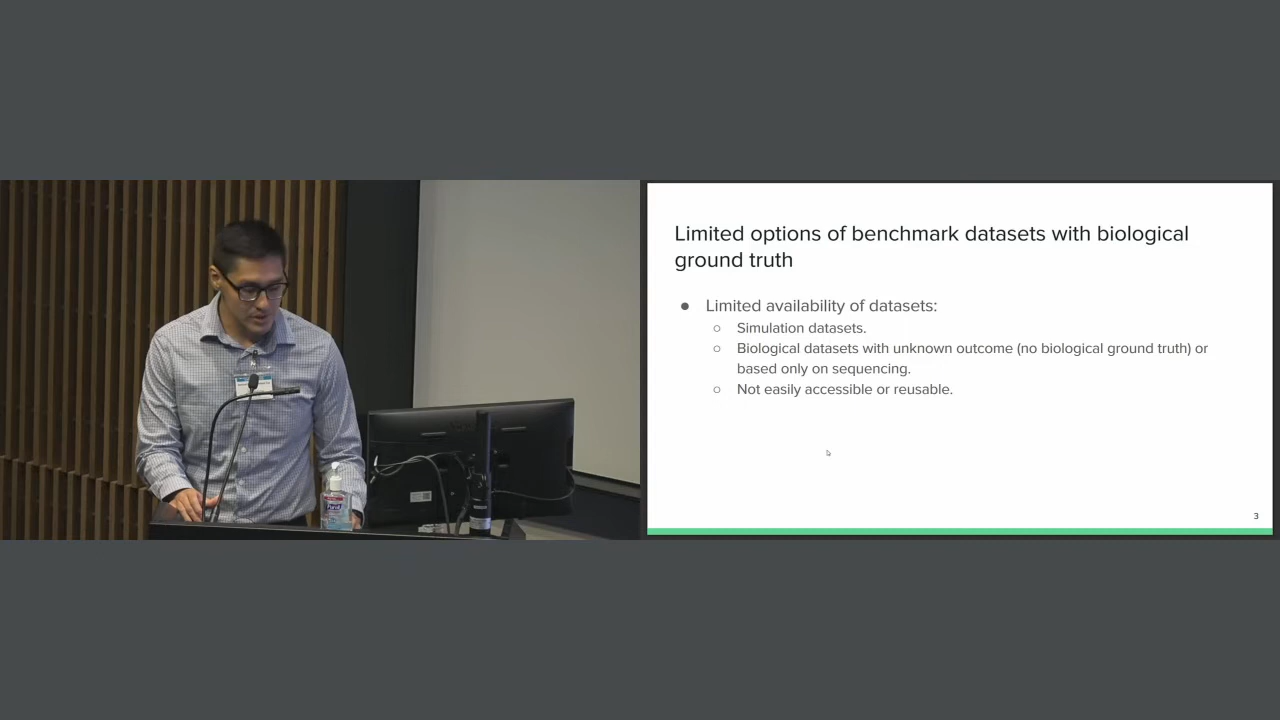 Limited options of benchmark datasets with biological
ground truth
● Limited availability of datasets:
○ Simulation datasets.
○ Biological datasets with unknown outcome (no biological ground truth) or
based only on sequencing.
○ Not easily accessible or reusable.
3